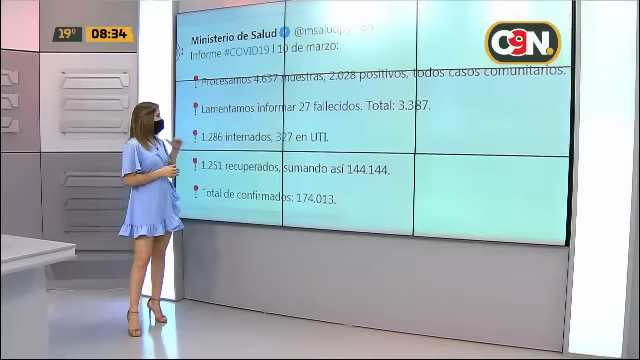 19° 08:34
C9N.
Ministerio de Salud @msaludpy
Informe #COVID19 | 10 de marzo:
Procesamos 4.637 muestras, 2.028 positivos, todos casos comunitarios.
Lamentamos informar 27 fallecidos. Total: 3.387.
1.286 internados, 327 en UTI.
1.251 recuperados, sumando así 144.144.
Total de confirmados: 174.013.